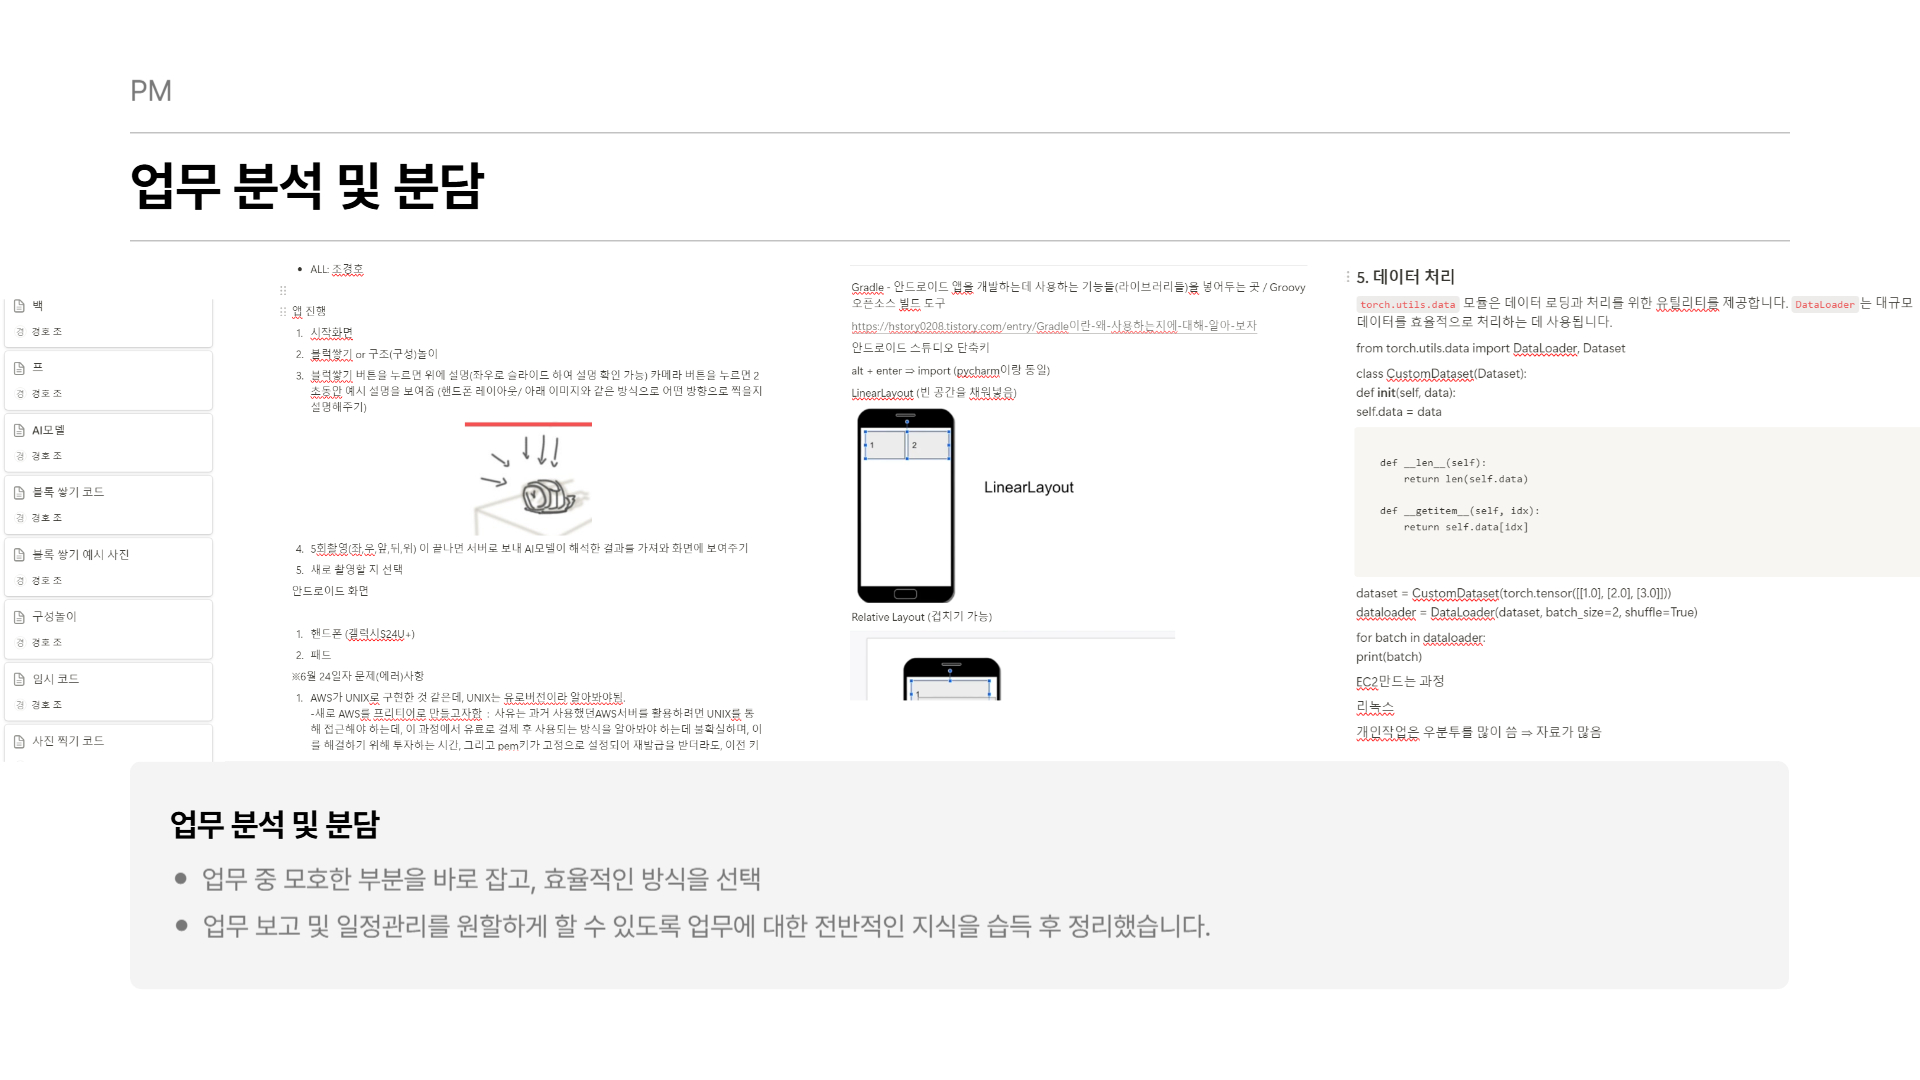 PM
업무 분석 및 분담
백
경 경호 조
프
경 경호 조
AI모델
경 경호 조
블록 쌓기 코드
경 경호 조
블록 쌓기 예시 사진
경 경호 조
구성놀이
경 경호 조
임시 코드
경 경호 조
사진 찍기 코드
• ALL: 조경호
앱 진행
1. 시작화면
2. 블럭쌓기 or 구조(구성)놀이
3. 블럭쌓기 버튼을 누르면 위에 설명(좌우로 슬라이드 하여 설명 확인 가능) 카메라 버튼을 누르면 2
초동안 예시 설명을 보여줌 (핸드폰 레이아웃/ 아래 이미지와 같은 방식으로 어떤 방향으로 찍을지
설명해주기)
4. 5회촬영(좌,우,앞,뒤,위) 이 끝나면 서버로 보내 AI모델이 해석한 결과를 가져와 화면에 보여주기
5. 새로 촬영할 지 선택
안드로이드 화면
1. 핸드폰 (갤럭시S24U+)
2. 패드
※6월 24일자 문제(에러)사항
1. AWS가 UNIX로 구현한 것 같은데, UNIX는 유로버전이라 알아봐야됨.
-새로 AWS를 프리티어로 만들고자함 : 사유는 과거 사용했던AWS서버를 활용하려면 UNIX를 통
해 접근해야 하는데, 이 과정에서 유료로 결제 후 사용되는 방식을 알아봐야 하는데 불확실하며, 이
를 해결하기 위해 투자하는 시간, 그리고 pem키가 고정으로 설정되어 재발급을 받더라도, 이전 키
Gradle - 안드로이드 앱을 개발하는데 사용하는 기능들(라이브러리들)을 넣어두는 곳 / Groovy
오픈소스 빌드 도구
https://hstory0208.tistory.com/entry/Gradle이란-왜-사용하는지에-대해-알아-보자
안드로이드 스튜디오 단축키
alt + enter ⇒ import (pycharm이랑 동일)
LinearLayout (빈 공간을 채워넣음)
1 2
LinearLayout
Relative Layout (겹치기 가능)
1
5. 데이터 처리
torch.utils.data 모듈은 데이터 로딩과 처리를 위한 유틸리티를 제공합니다. DataLoader 는 대규모
데이터를 효율적으로 처리하는 데 사용됩니다.
from torch.utils.data import DataLoader, Dataset
class CustomDataset(Dataset):
def init(self, data):
self.data = data
def __len__(self):
return len(self.data)
def __getitem__(self, idx):
return self.data[idx]
dataset = CustomDataset(torch.tensor([[1.0], [2.0], [3.0]]))
dataloader = DataLoader(dataset, batch_size=2, shuffle=True)
for batch in dataloader:
print(batch)
EC2만드는 과정
리눅스
개인작업은 우분투를 많이 씀 ⇒ 자료가 많음
업무 분석 및 분담
• 업무 중 모호한 부분을 바로 잡고, 효율적인 방식을 선택
• 업무 보고 및 일정관리를 원할하게 할 수 있도록 업무에 대한 전반적인 지식을 습득 후 정리했습니다.